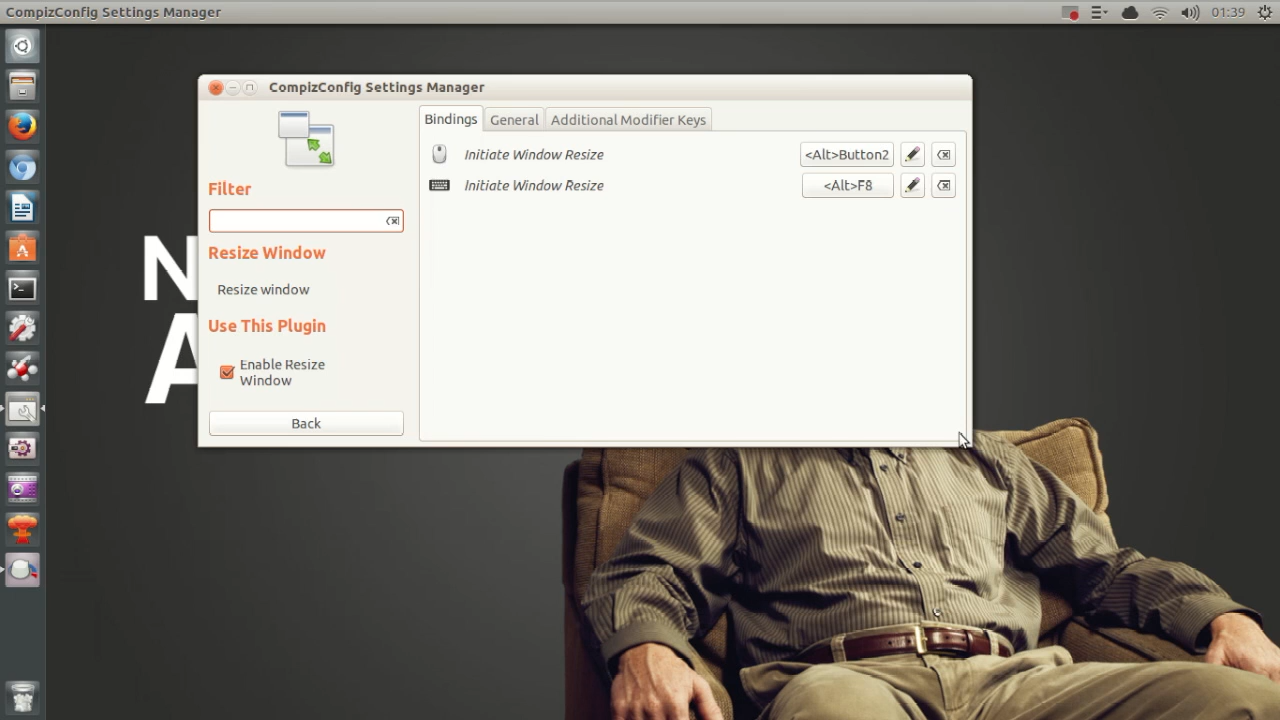 CompizConfig Settings Manager
01:39
CompizConfig Settings Manager
Bindings
General
Additional Modifier Keys
Initiate Window Resize
<Alt>Button2
Initiate Window Resize
<Alt>F8
Filter
Resize Window
Resize window
Use This Plugin
Enable Resize
Window
Back
N
A